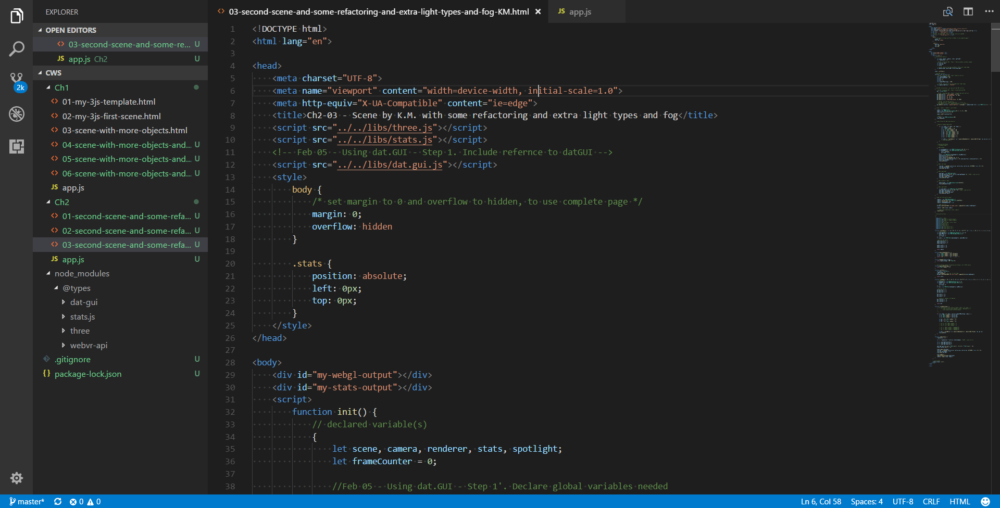 EXPLORER
OPEN EDITORS
03-second-scene-and-some-re... U
JS app.js Ch2 U
CWS
Ch1
01-my-3js-template.html
02-my-3js-first-scene.html
03-scene-with-more-objects.html
04-scene-with-more-objects-and... U
05-scene-with-more-objects-and... U
06-scene-with-more-objects-and... U
JS app.js
Ch2
01-second-scene-and-some-refa... U
02-second-scene-and-some-refa... U
03-second-scene-and-some-refa... U
JS app.js U
node_modules
@types
dat-gui
stats.js
three
webvr-api
.gitignore U
{} package-lock.json U
2k
<> 03-second-scene-and-some-refactoring-and-extra-light-types-and-fog-KM.html ×
JS app.js
1 <!DOCTYPE html>
2 <html lang="en">
3
4 <head>
5 <meta charset="UTF-8">
6 <meta name="viewport" content="width=device-width, initial-scale=1.0">
7 <meta http-equiv="X-UA-Compatible" content="ie=edge">
8 <title>Ch2-03 - Scene by K.M. with some refactoring and extra light types and fog</title>
9 <script src="../../libs/three.js"></script>
10 <script src="../../libs/stats.js"></script>
11 <!-- Feb 05 - Using dat.GUI - Step 1. Include refernce to datGUI -->
12 <script src="../../libs/dat.gui.js"></script>
13 <style>
14 body {
15 /* set margin to 0 and overflow to hidden, to use complete page */
16 margin: 0;
17 overflow: hidden
18 }
19
20 .stats {
21 position: absolute;
22 left: 0px;
23 top: 0px;
24 }
25 </style>
26 </head>
27
28 <body>
29 <div id="my-webgl-output"></div>
30 <div id="my-stats-output"></div>
31 <script>
32 function init() {
33 // declared variable(s)
34 {
35 let scene, camera, renderer, stats, spotlight;
36 let frameCounter = 0;
37
38 //Feb 05 - Using dat.GUI - Step 1'. Declare global variables needed
master* 0 0 Ln 6, Col 58 Spaces: 4 UTF-8 CRLF HTML